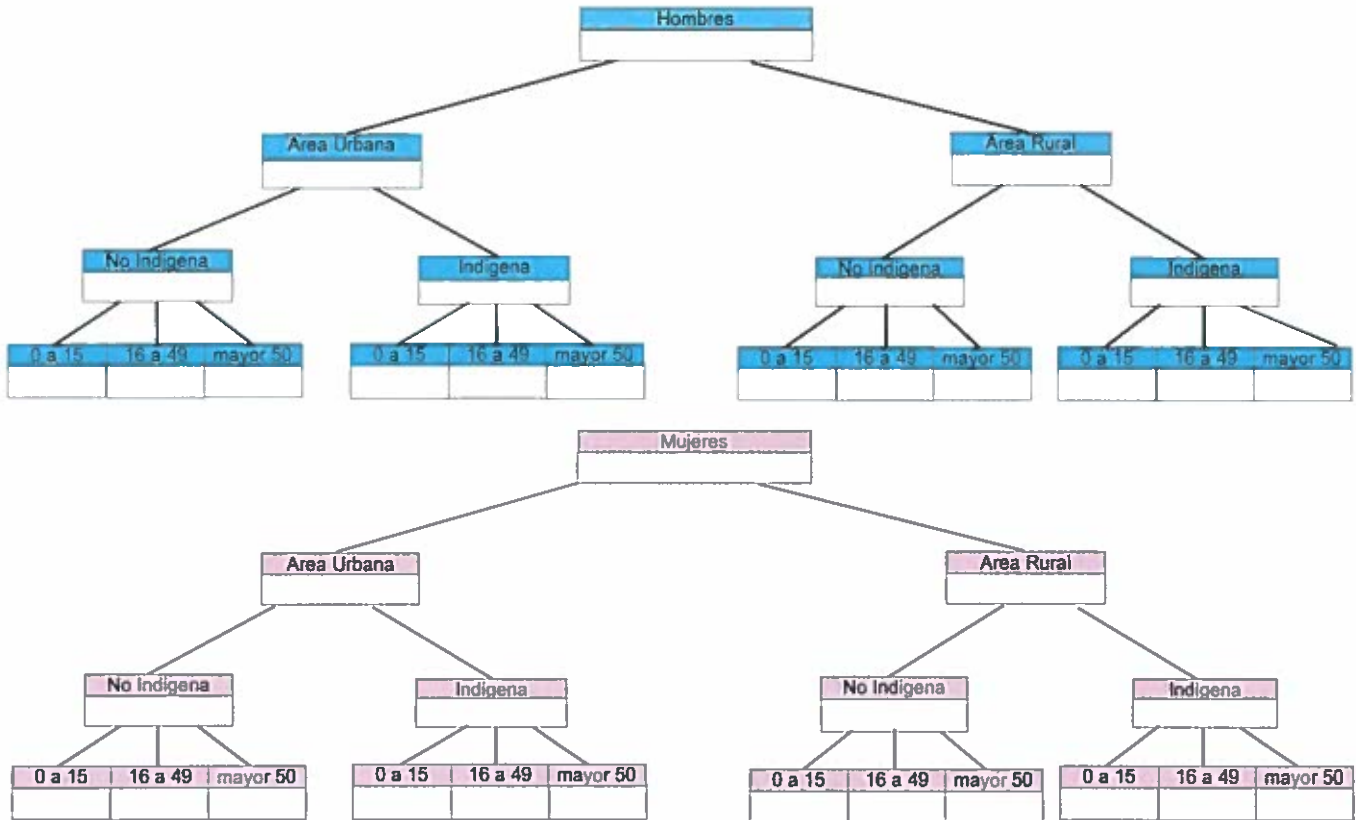 Hombres
Area Urbana Area Rural
No Indigena Indigena No Indigena Indigena
0 a 15 16 a 49 mayor 50 0 a 15 16 a 49 mayor 50 0 a 15 16 a 49 mayor 50 0 a 15 16 a 49 mayor 50
Mujeres
Area Urbana Area Rural
No Indigena Indigena No Indigena Indigena
0 a 15 16 a 49 mayor 50 0 a 15 16 a 49 mayor 50 0 a 15 16 a 49 mayor 50 0 a 15 16 a 49 mayor 50